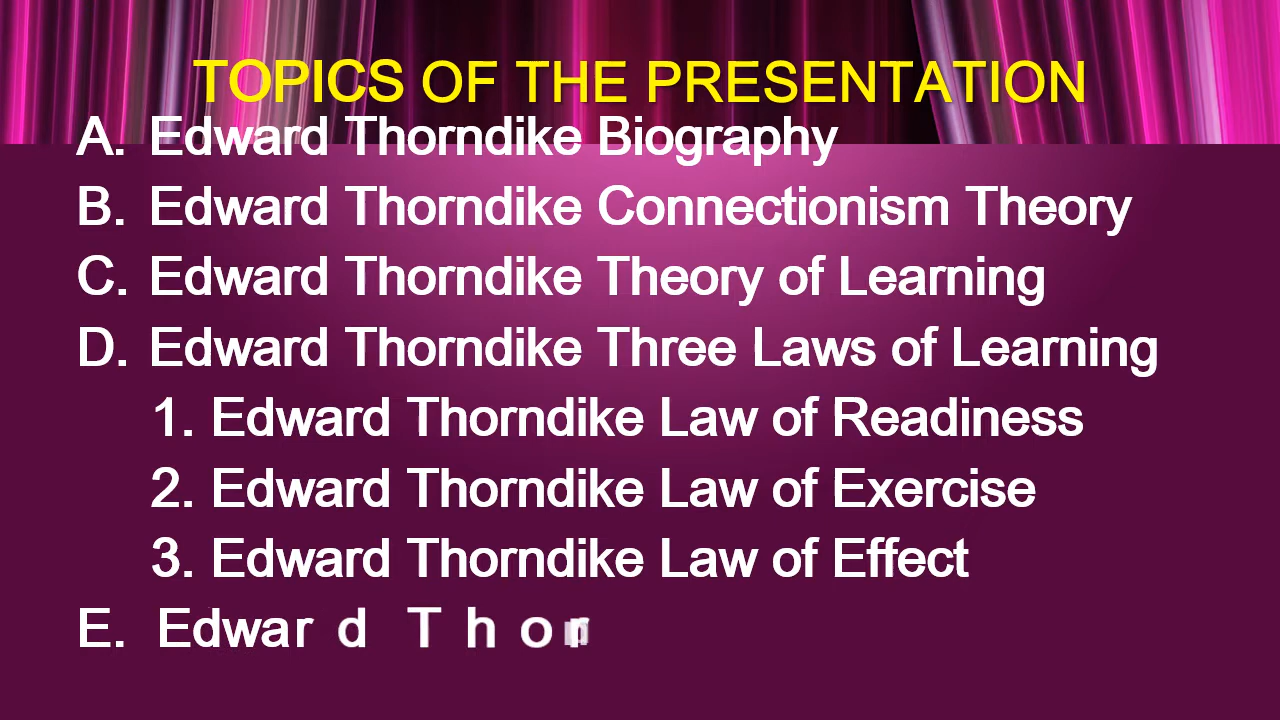 TOPICS OF THE PRESENTATION
A. Edward Thorndike Biography
B. Edward Thorndike Connectionism Theory
C. Edward Thorndike Theory of Learning
D. Edward Thorndike Three Laws of Learning
1. Edward Thorndike Law of Readiness
2. Edward Thorndike Law of Exercise
3. Edward Thorndike Law of Effect
E. Edward